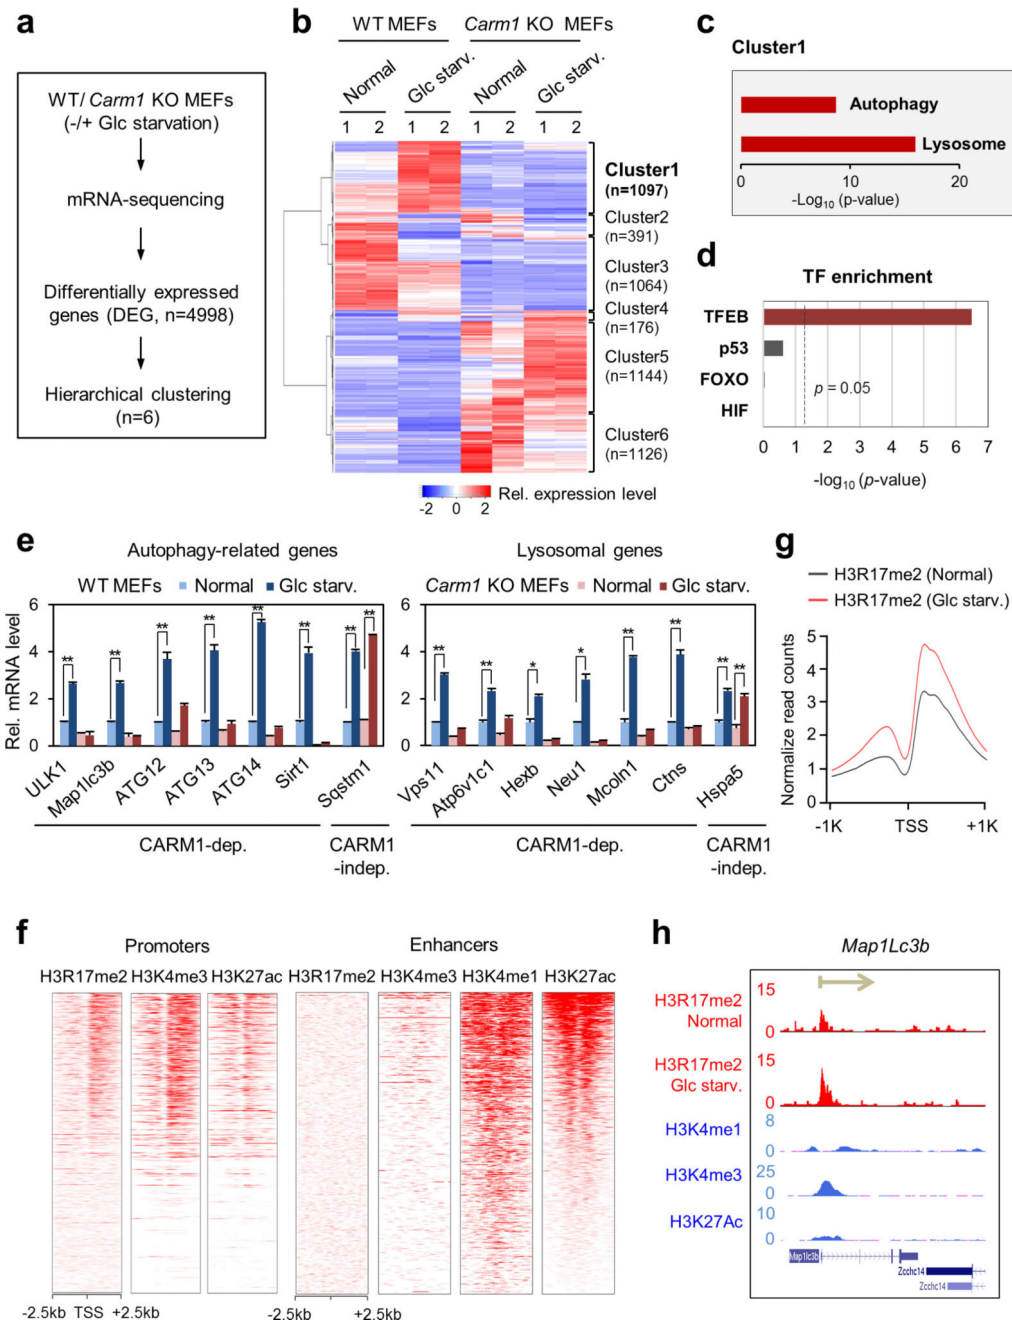 a
WT/ Carm1 KO MEFs
(-/+ Glc starvation)
mRNA-sequencing
Differentially expressed
genes (DEG, n=4998)
Hierarchical clustering
(n=6)
b
WT MEFs
Carm1 KO MEFs
Normal
Glc starv.
Normal
Glc starv.
1 2 1 2 1 2 1 2
Cluster1
(n=1097)
Cluster2
(n=391)
Cluster3
(n=1064)
Cluster4
(n=176)
Cluster5
(n=1144)
Cluster6
(n=1126)
-2 0 2
Rel. expression level
c
Cluster1
Autophagy
Lysosome
0 10 20
-Log10 (p-value)
d
TF enrichment
TFEB
p53
FOXO
HIF
p = 0.05
0 1 2 3 4 5 6 7
-log10 (p-value)
e
Autophagy-related genes
Lysosomal genes
WT MEFs
Normal
Glc starv.
Carm1 KO MEFs
Normal
Glc starv.
Rel. mRNA level
6
4
2
0
** ** ** ** ** ** ** **
ULK1
Map1lc3b
ATG12
ATG13
ATG14
Sirt1
Sqstm1
CARM1-dep.
CARM1
-indep.
6
4
2
0
** ** * * ** ** ** **
Vps11
Atp6v1c1
Hexb
Neu1
Mcoln1
Ctns
Hspa5
CARM1-dep.
CARM1
-indep.
g
H3R17me2 (Normal)
H3R17me2 (Glc starv.)
Normalize read counts
5
4
3
2
1
0
-1K TSS +1K
f
Promoters
Enhancers
H3R17me2 H3K4me3 H3K27ac
H3R17me2 H3K4me3 H3K4me1 H3K27ac
-2.5kb TSS +2.5kb
-2.5kb +2.5kb
h
Map1Lc3b
H3R17me2
Normal
15
0
H3R17me2
Glc starv.
15
0
H3K4me1
8
0
H3K4me3
25
0
H3K27Ac
10
0
Map1lc3b
Zcchc14
Zcchc14